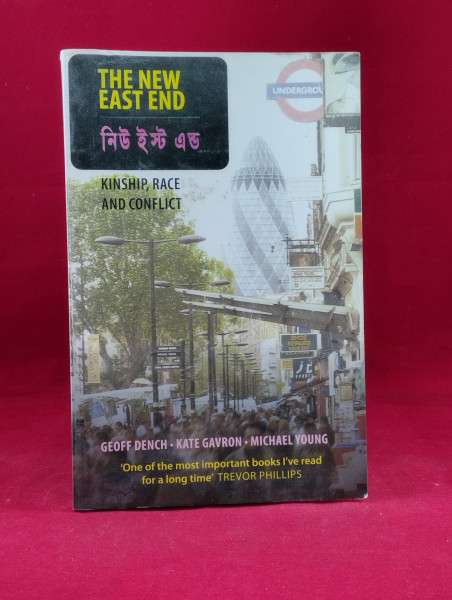 THE NEW
EAST END
নিউ ইস্ট এন্ড
KINSHIP, RACE
AND CONFLICT
UNDERGROU
GEOFF DENCH • KATE GAVRON • MICHAEL YOUNG
'One of the most important books I've read
for a long time' TREVOR PHILLIPS